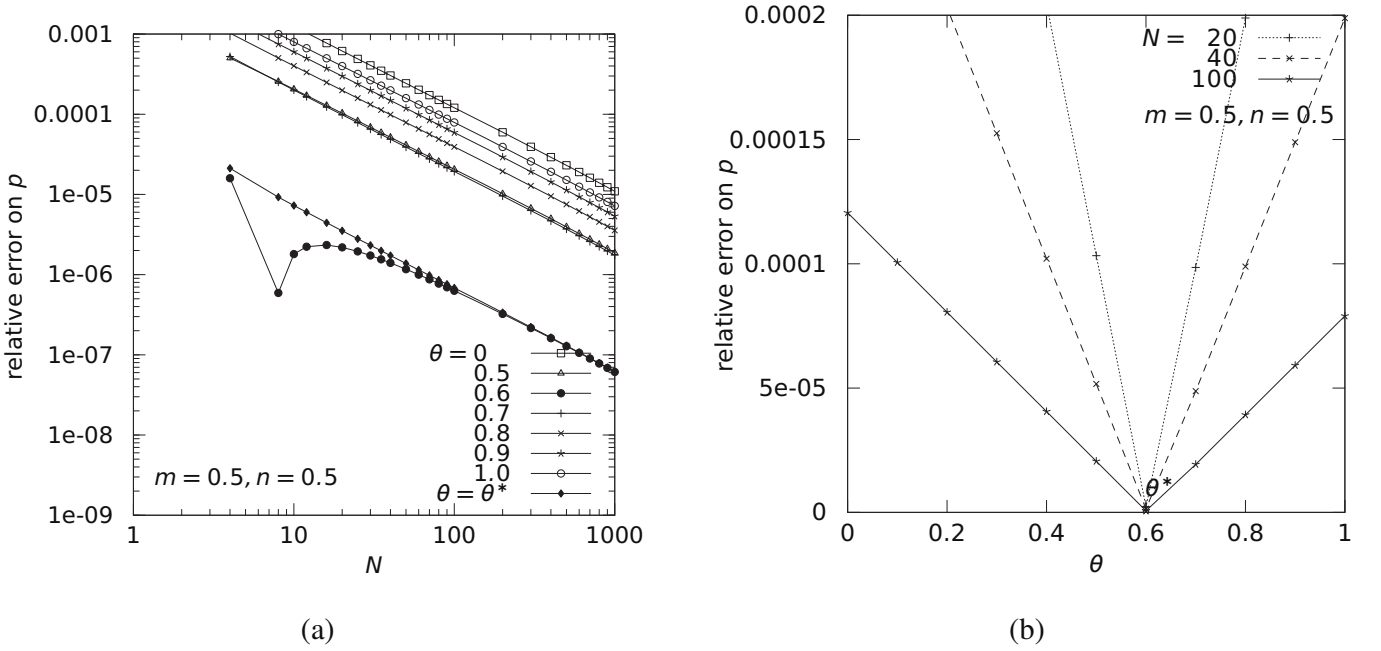 0.001
0.0001
1e-05
1e-06
1e-07
1e-08
1e-09
relative error on p
1 10 100 1000
N
θ = 0
0.5
0.6
0.7
0.8
0.9
1.0
θ = θ*
m = 0.5, n = 0.5
(a)
0.0002
0.00015
0.0001
5e-05
0
relative error on p
0 0.2 0.4 0.6 0.8 1
θ
N = 20
40
100
m = 0.5, n = 0.5
θ*
(b)